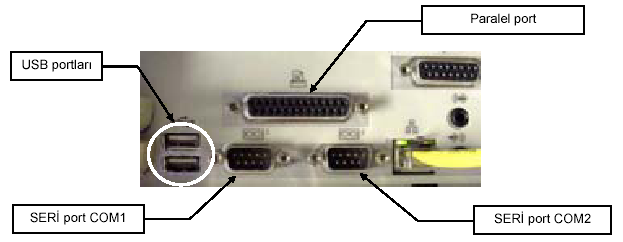 Paralel port
USB portları
SERİ port COM1
SERİ port COM2